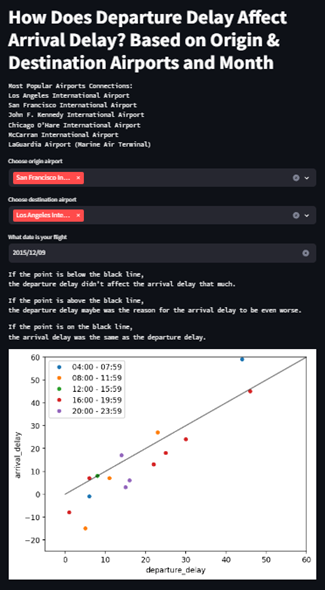 How Does Departure Delay Affect
Arrival Delay? Based on Origin &
Destination Airports and Month
Most Popular Airports Connections:
Los Angeles International Airport
San Francisco International Airport
John F. Kennedy International Airport
Chicago O'Hare International Airport
McCarran International Airport
LaGuardia Airport (Marine Air Terminal)
Choose origin airport
San Francisco In... ×
Choose destination airport
Los Angeles Inte... ×
What date is your flight
2015/12/09
If the point is below the black line,
the departure delay didn't affect the arrival delay that much.
If the point is above the black line,
the departure delay maybe was the reason for the arrival delay to be even worse.
If the point is on the black line,
the arrival delay was the same as the departure delay.
04:00 - 07:59
08:00 - 11:59
12:00 - 15:59
16:00 - 19:59
20:00 - 23:59
60
50
40
30
20
10
0
−10
−20
arrival_delay
0 10 20 30 40 50 60
departure_delay